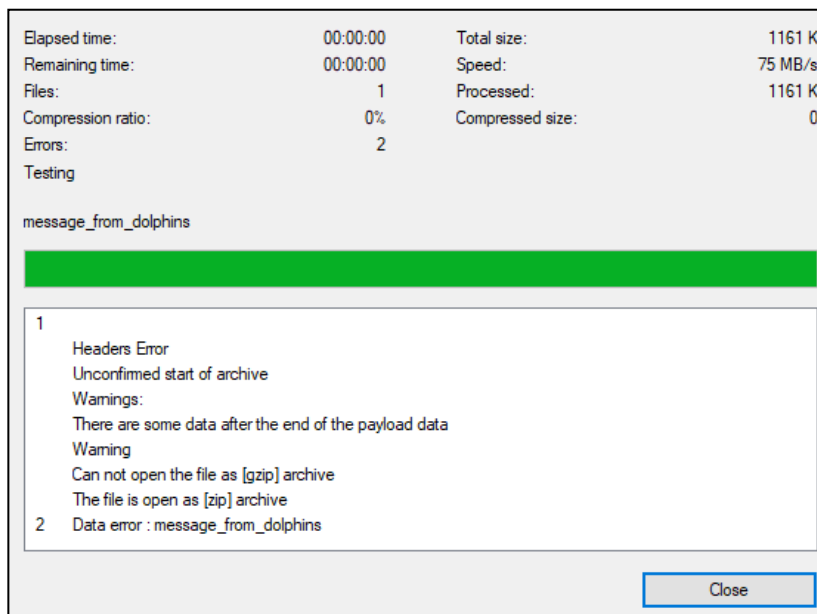 Elapsed time: 00:00:00 Total size: 1161 K
Remaining time: 00:00:00 Speed: 75 MB/s
Files: 1 Processed: 1161 K
Compression ratio: 0% Compressed size: 0
Errors: 2
Testing
message_from_dolphins
1
Headers Error
Unconfirmed start of archive
Warnings:
There are some data after the end of the payload data
Warning
Can not open the file as [gzip] archive
The file is open as [zip] archive
2 Data error : message_from_dolphins
Close